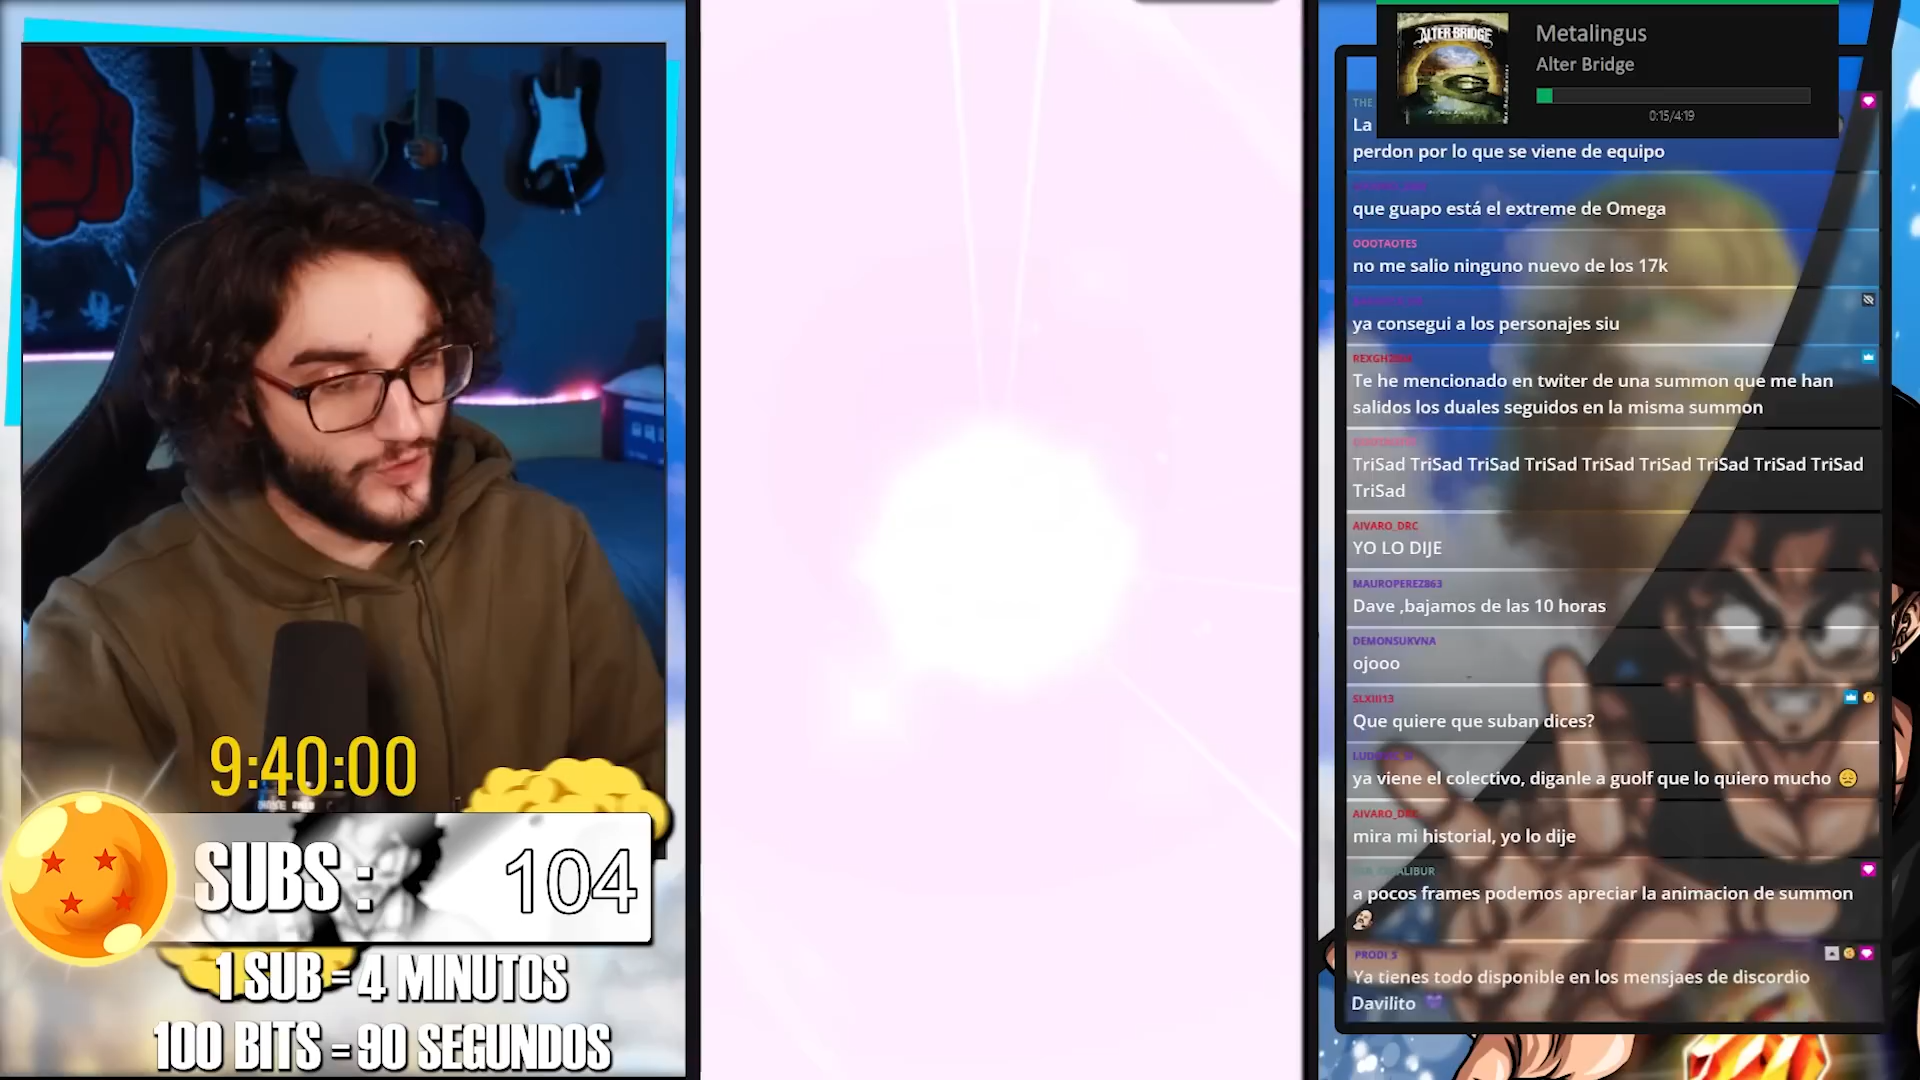 9:40:00
SUBS : 104
1 SUB = 4 MINUTOS
100 BITS = 90 SEGUNDOS
ALTER BRIDGE
Metalingus
Alter Bridge
0:15/4:19
THE
La
perdon por lo que se viene de equipo
que guapo está el extreme de Omega
OOOTAOTES
no me salio ninguno nuevo de los 17k
ya consegui a los personajes siu
Te he mencionado en twiter de una summon que me han
salidos los duales seguidos en la misma summon
TriSad TriSad TriSad TriSad TriSad TriSad TriSad TriSad TriSad
TriSad
AIVARO_DRC
YO LO DIJE
MAUROPEREZ863
Dave ,bajamos de las 10 horas
DEMONSUKVNA
ojooo
SLXIII13
Que quiere que suban dices?
ya viene el colectivo, diganle a guolf que lo quiero mucho 😔
AIVARO_DRC
mira mi historial, yo lo dije
a pocos frames podemos apreciar la animacion de summon
PRODI_S
Ya tienes todo disponible en los mensjaes de discordio
Davilito 💜